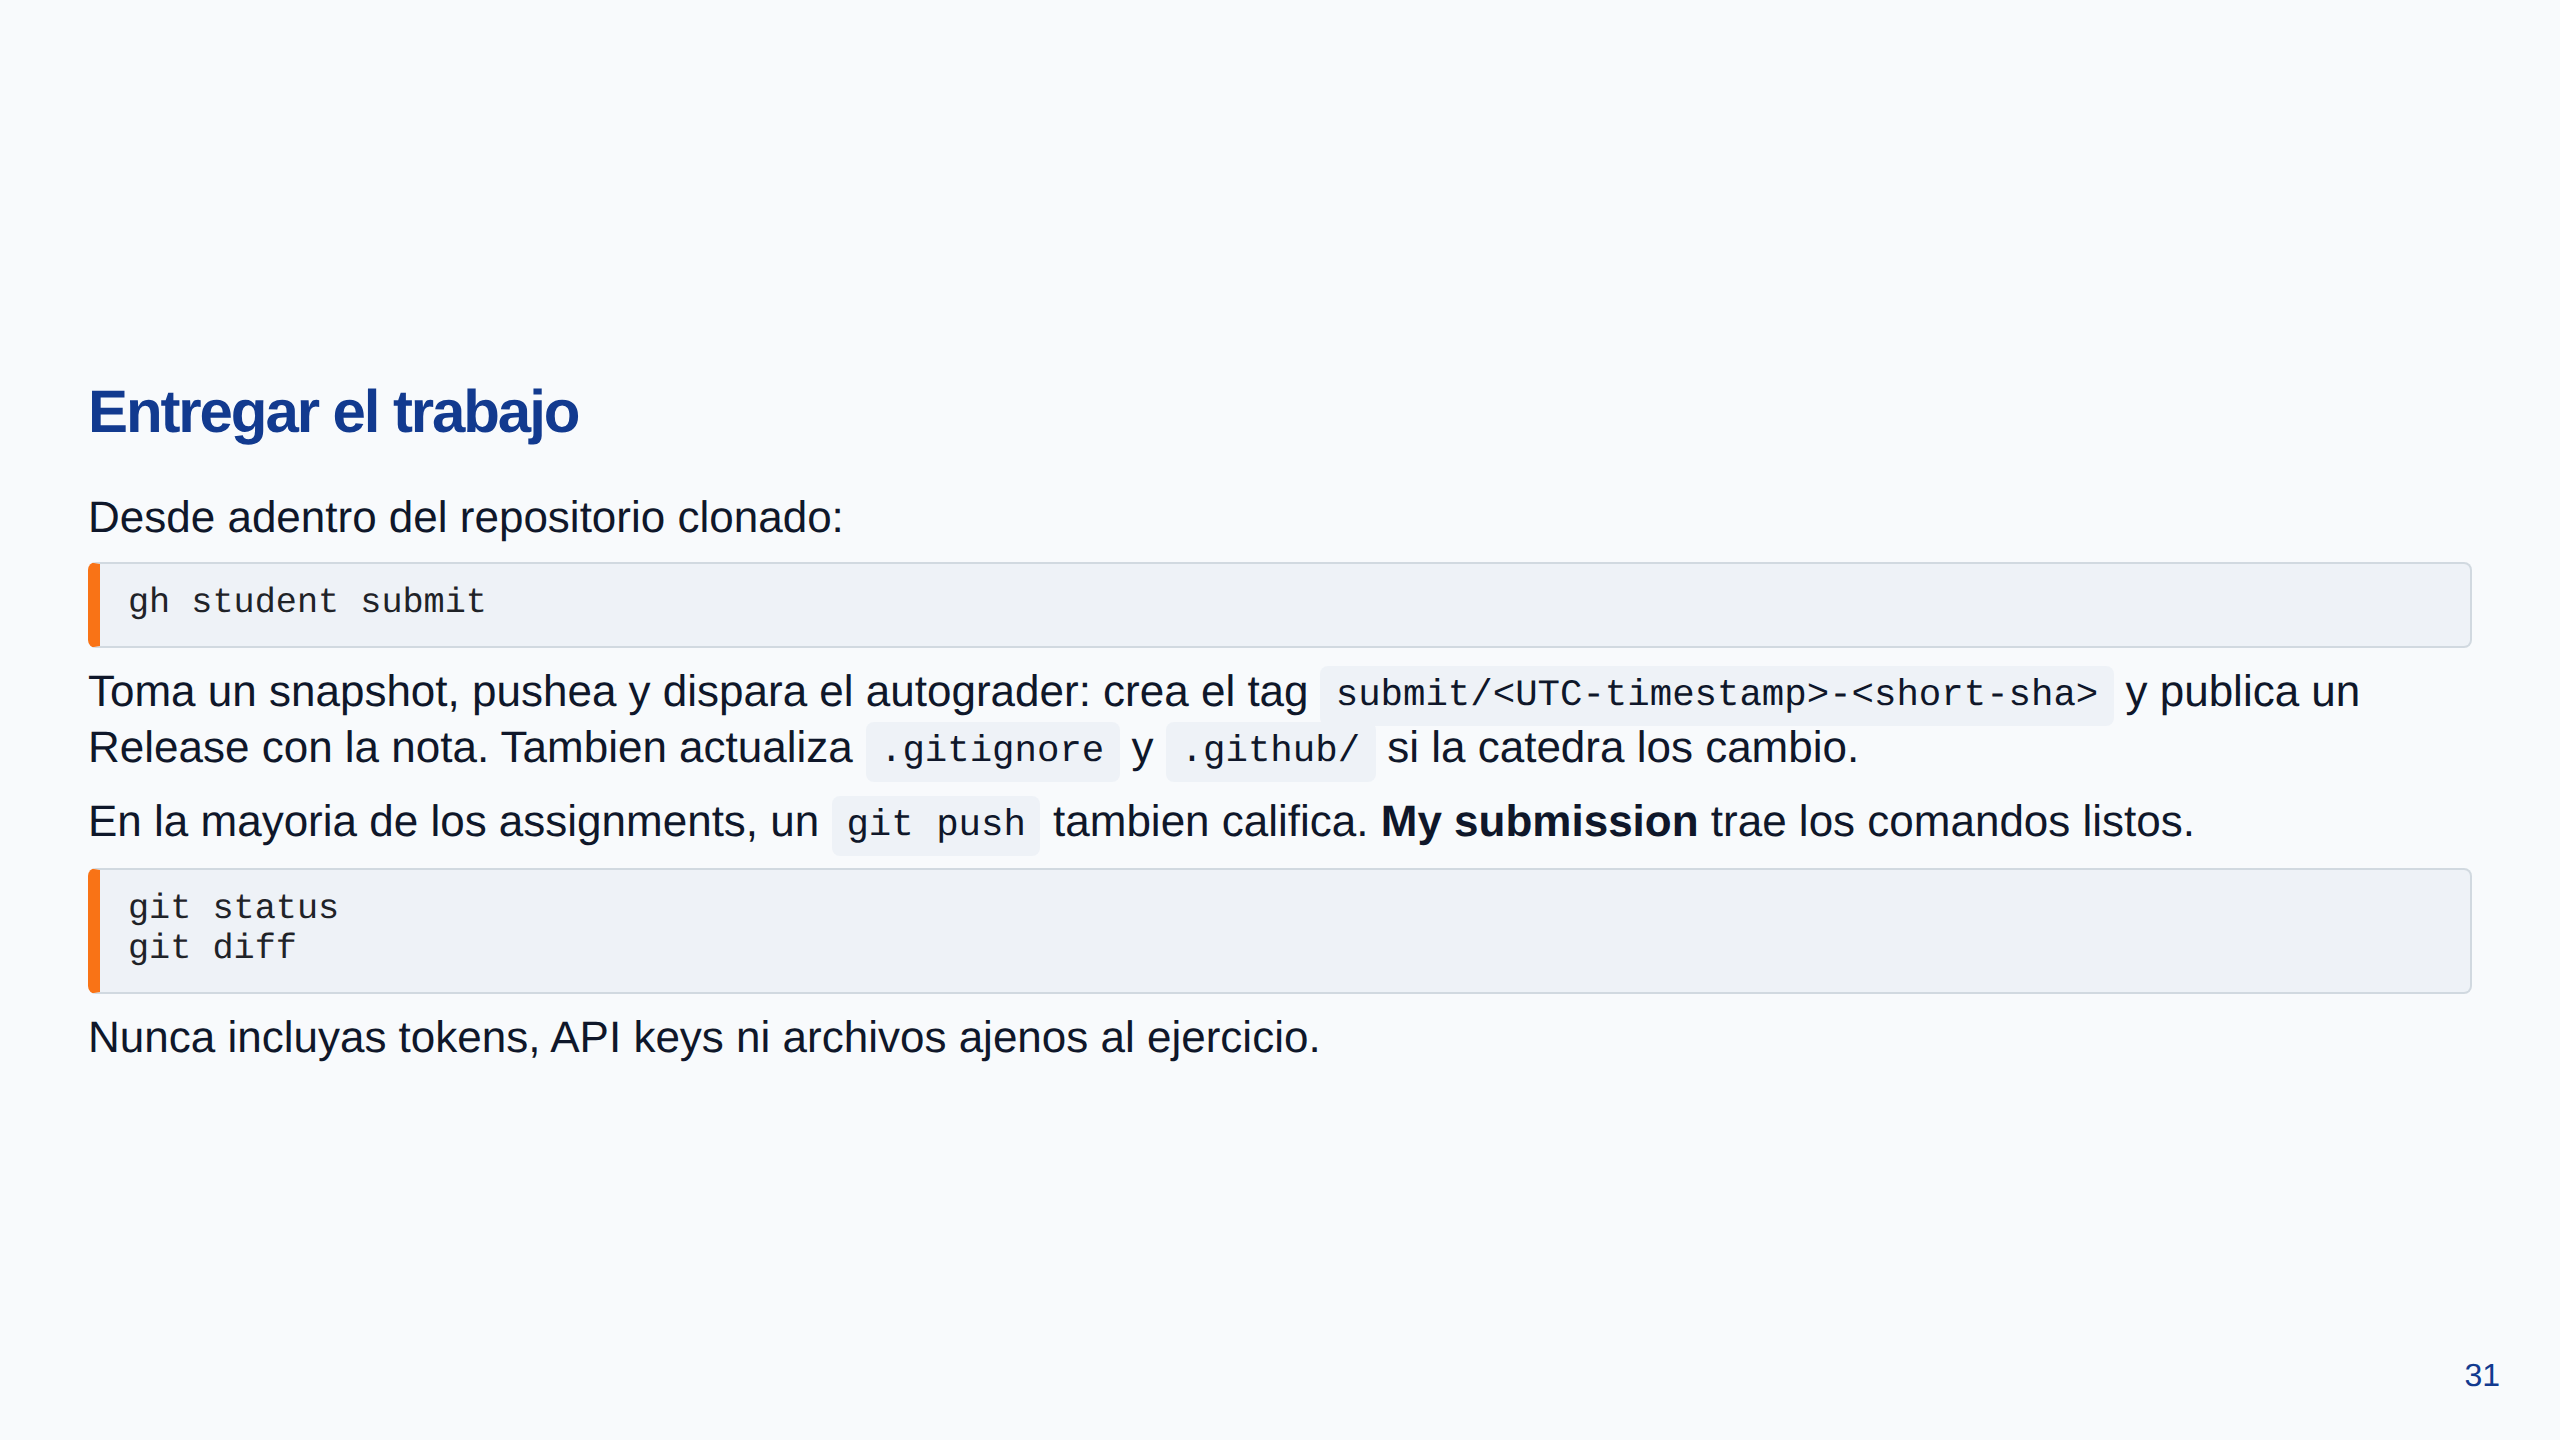 Entregar el trabajo
Desde adentro del repositorio clonado:
gh student submit
Toma un snapshot, pushea y dispara el autograder: crea el tag submit/<UTC-timestamp>-<short-sha> y publica un
Release con la nota. Tambien actualiza .gitignore y .github/ si la catedra los cambio.
En la mayoria de los assignments, un git push tambien califica. My submission trae los comandos listos.
git status
git diff
Nunca incluyas tokens, API keys ni archivos ajenos al ejercicio.
31